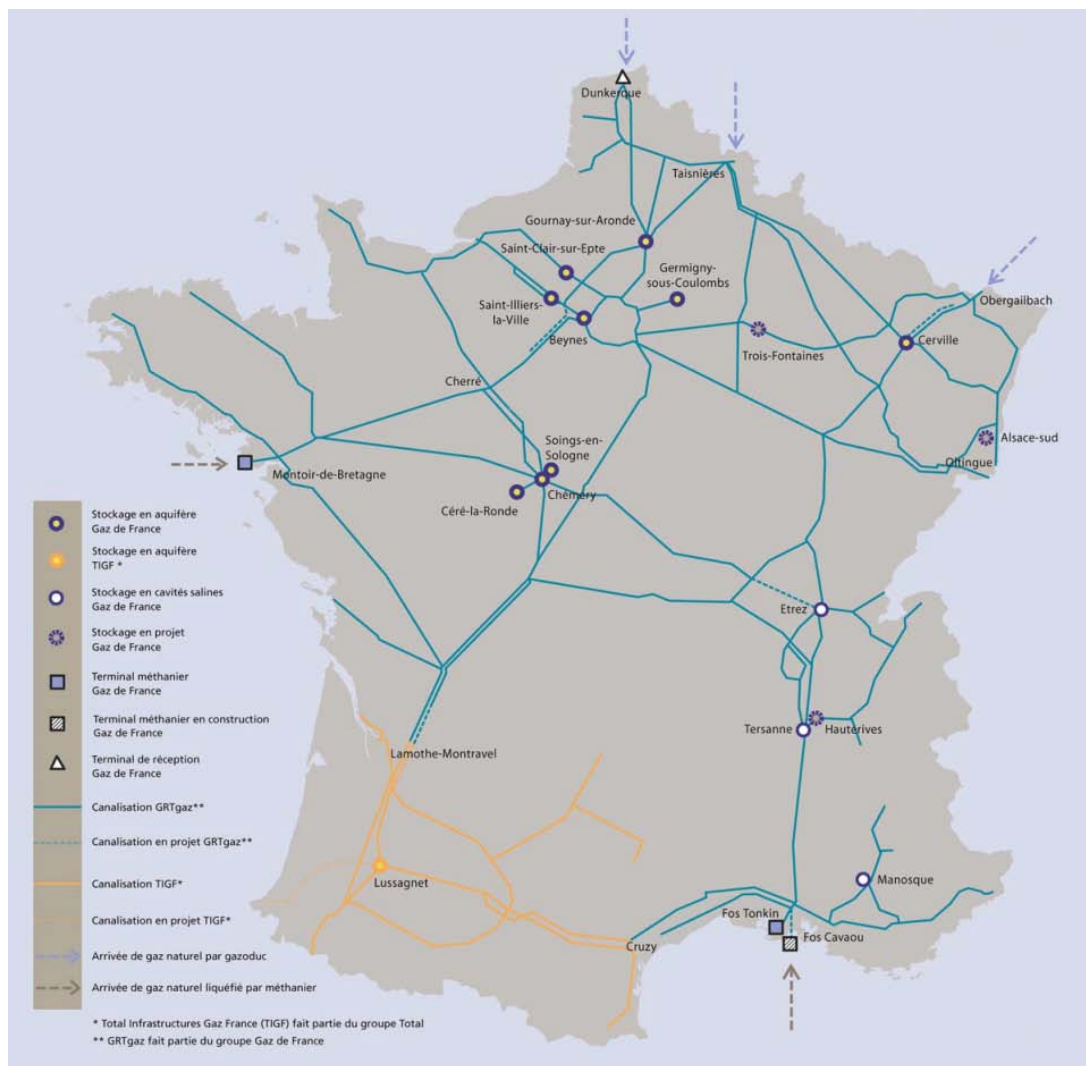 Dunkerque
Taisnières
Gournay-sur-Aronde
Saint-Clair-sur-Epte
Germigny-
sous-Coulombs
Saint-Illiers-
la-Ville
Beynes
Obergailbach
Cerville
Trois-Fontaines
Cherré
Alsace-sud
Oltingue
Soings-en-
Sologne
Montoir-de-Bretagne
Chémery
Céré-la-Ronde
Etrez
Tersanne
Hauterives
Lamothe-Montravel
Lussagnet
Manosque
Fos Tonkin
Fos Cavaou
Cruzy
Stockage en aquifère
Gaz de France
Stockage en aquifère
TIGF *
Stockage en cavités salines
Gaz de France
Stockage en projet
Gaz de France
Terminal méthanier
Gaz de France
Terminal méthanier en construction
Gaz de France
Terminal de réception
Gaz de France
Canalisation GRTgaz**
Canalisation en projet GRTgaz**
Canalisation TIGF*
Canalisation en projet TIGF*
Arrivée de gaz naturel par gazoduc
Arrivée de gaz naturel liquéfié par méthanier
* Total Infrastructures Gaz France (TIGF) fait partie du groupe Total
** GRTgaz fait partie du groupe Gaz de France